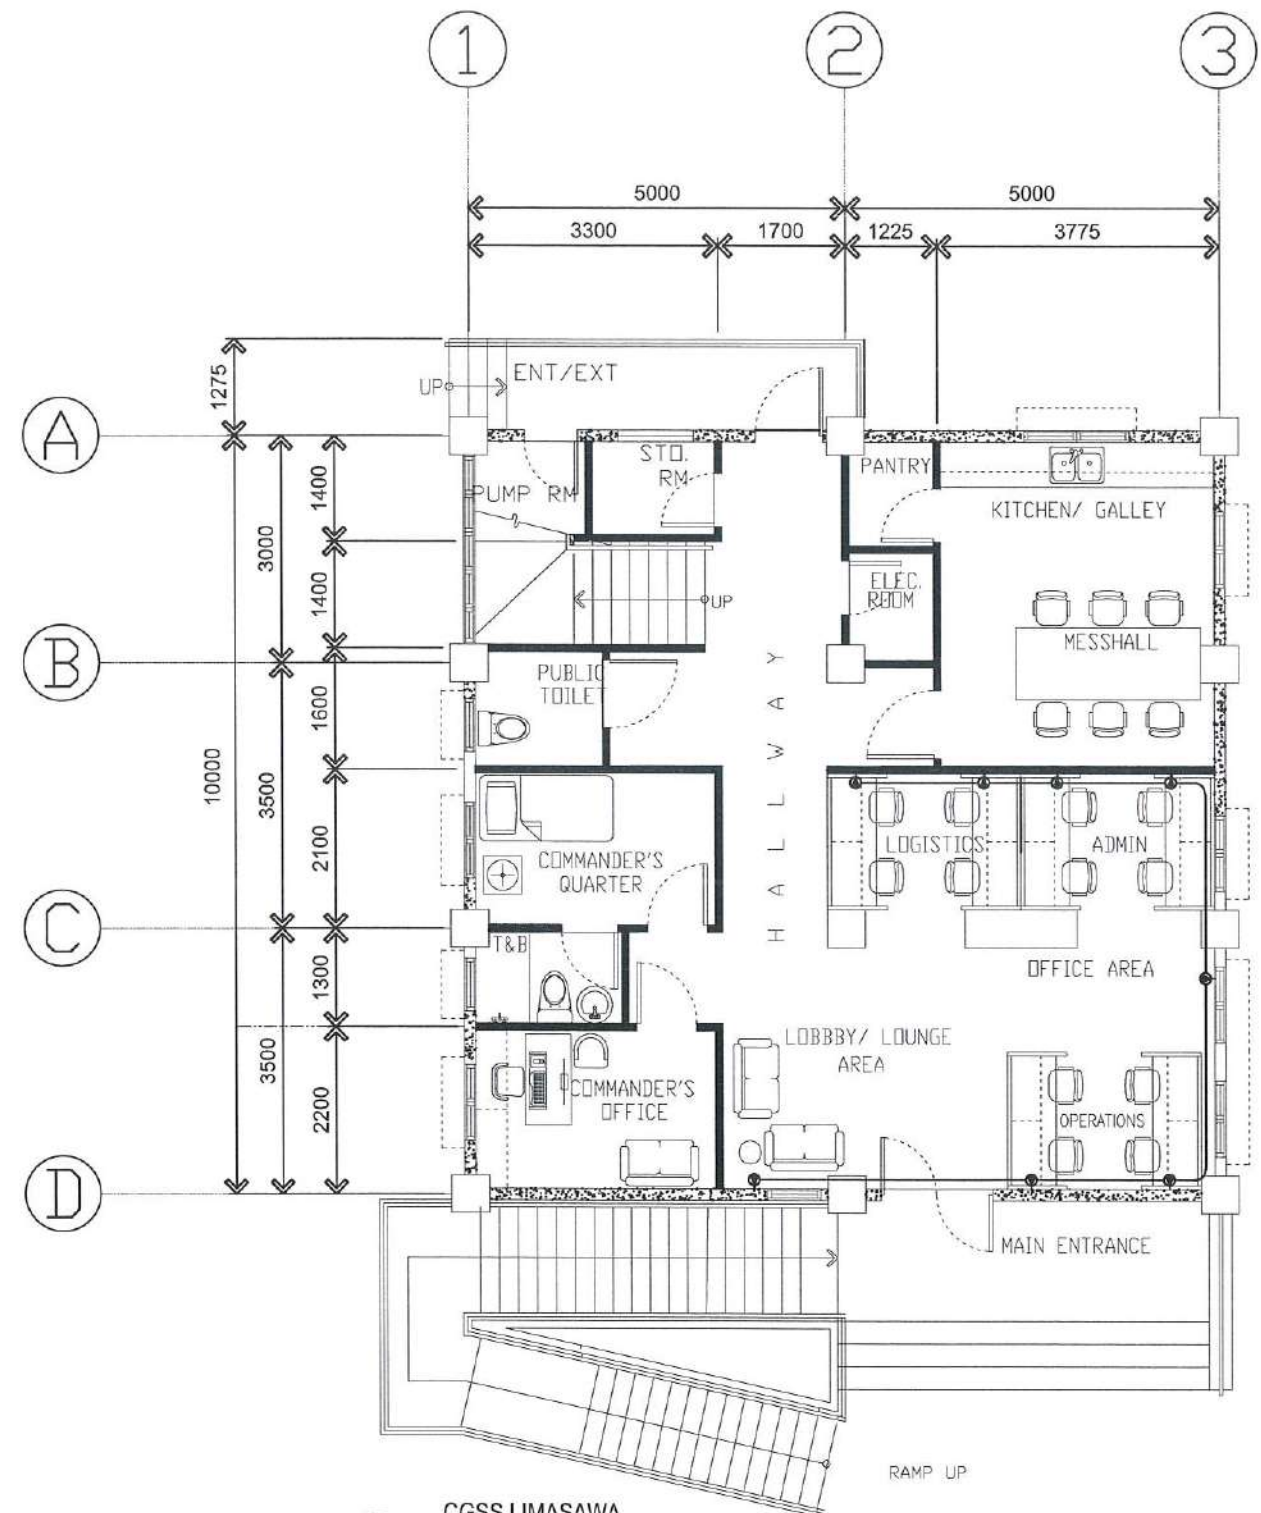 1
2
3
5000
5000
3300
1700
1225
3775
1275
UP
ENT/EXT
A
STO.
RM
PANTRY
PUMP RM
KITCHEN/ GALLEY
1400
3000
1400
ELEC.
ROOM
UP
MESSHALL
B
PUBLIC
TOILET
1600
HALLWAY
10000
3500
2100
COMMANDER'S
QUARTER
LOGISTICS
ADMIN
C
T&B
1300
OFFICE AREA
3500
LOBBBY/ LOUNGE
AREA
2200
COMMANDER'S
OFFICE
OPERATIONS
D
MAIN ENTRANCE
RAMP UP
CGSS LIMASAWA